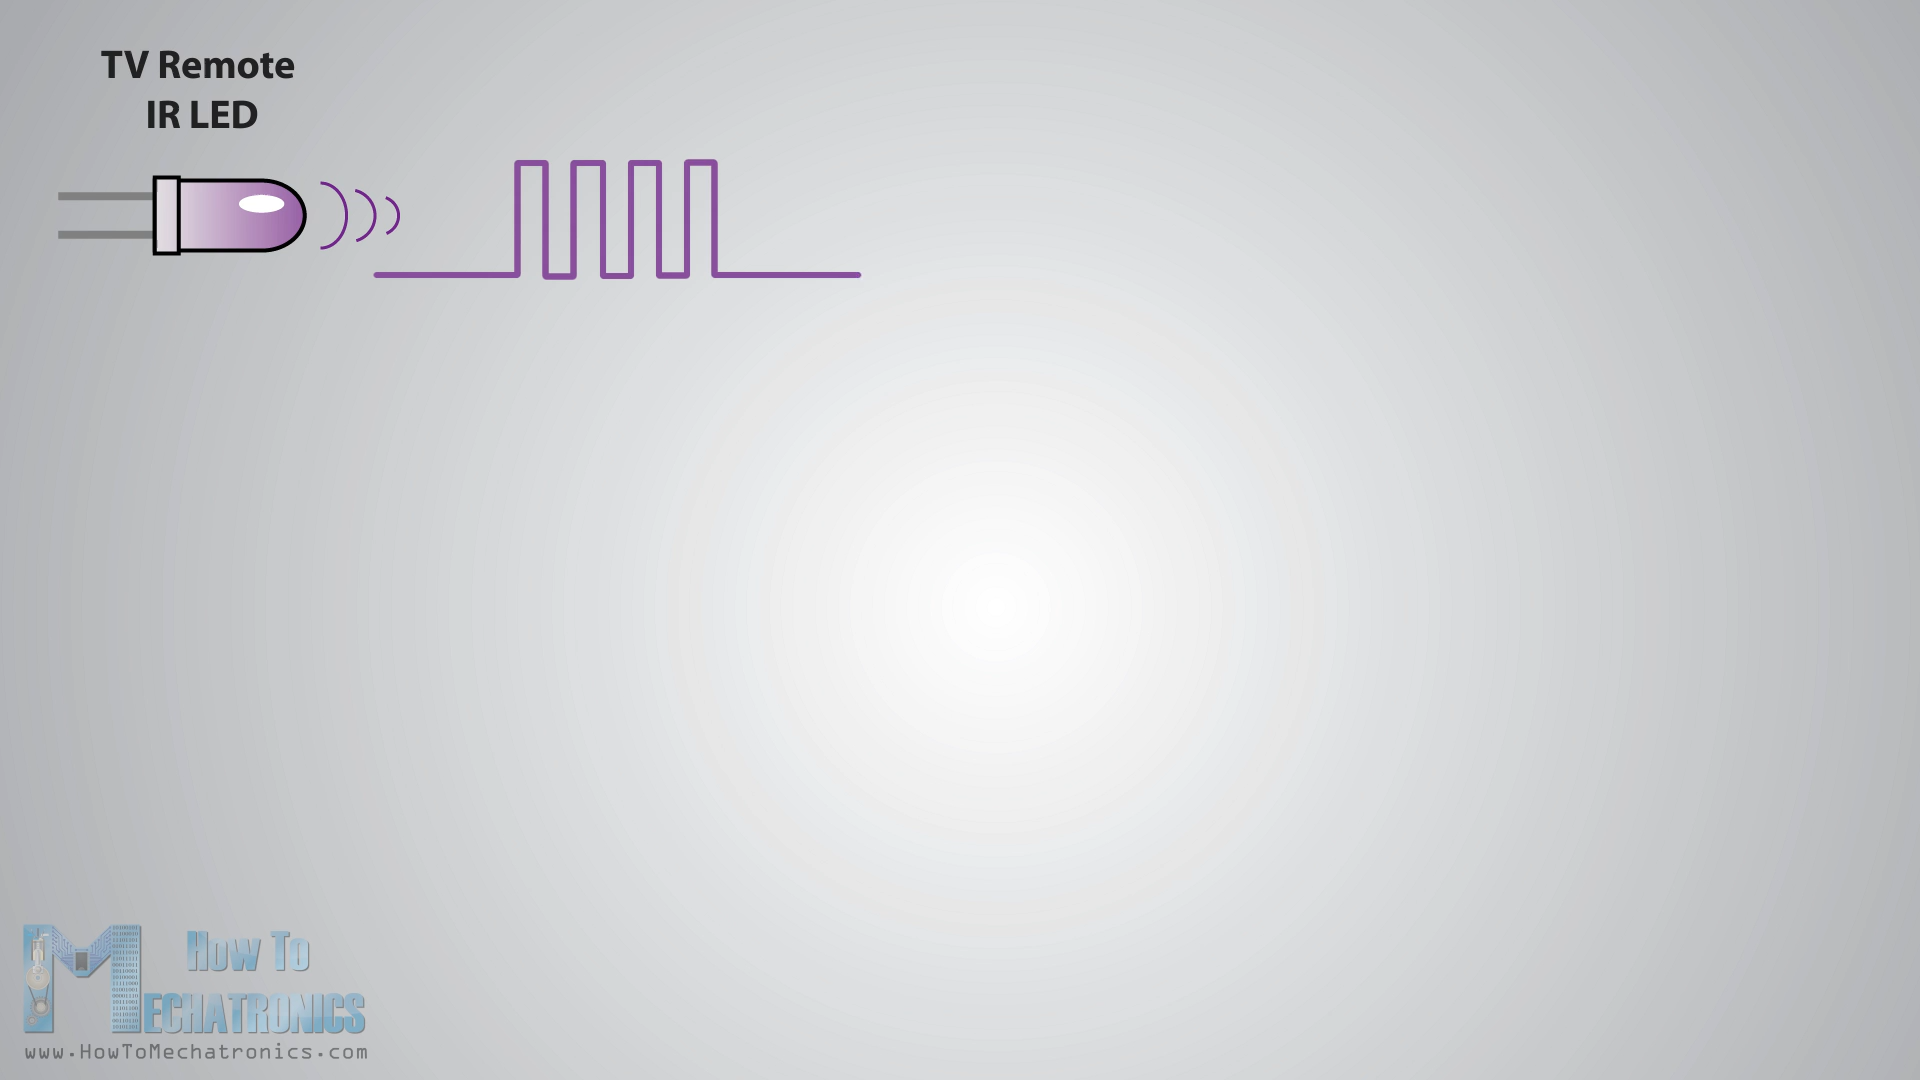 TV Remote
IR LED
How To
MECHATRONICS
www.HowToMechatronics.com